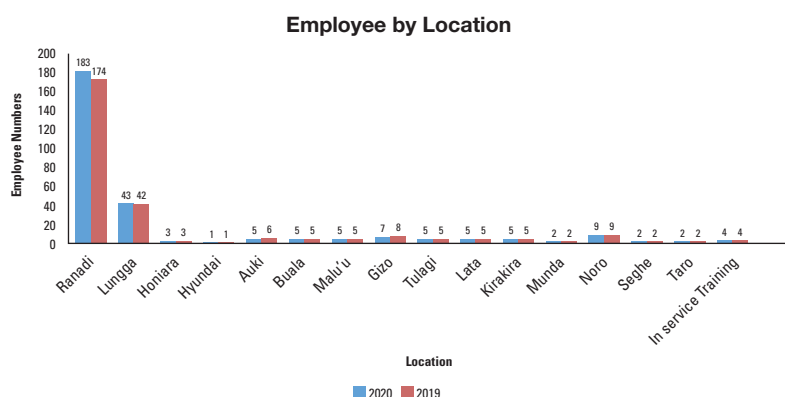 Employee by Location
Employee Numbers
200
180
160
140
120
100
80
60
40
20
0
183 174
43 42
3 3
1 1
5 6
5 5
5 5
7 8
5 5
5 5
5 5
2 2
9 9
2 2
2 2
4 4
Ranadi
Lungga
Honiara
Hyundai
Auki
Buala
Malu'u
Gizo
Tulagi
Lata
Kirakira
Munda
Noro
Seghe
Taro
In service Training
Location
2020 2019